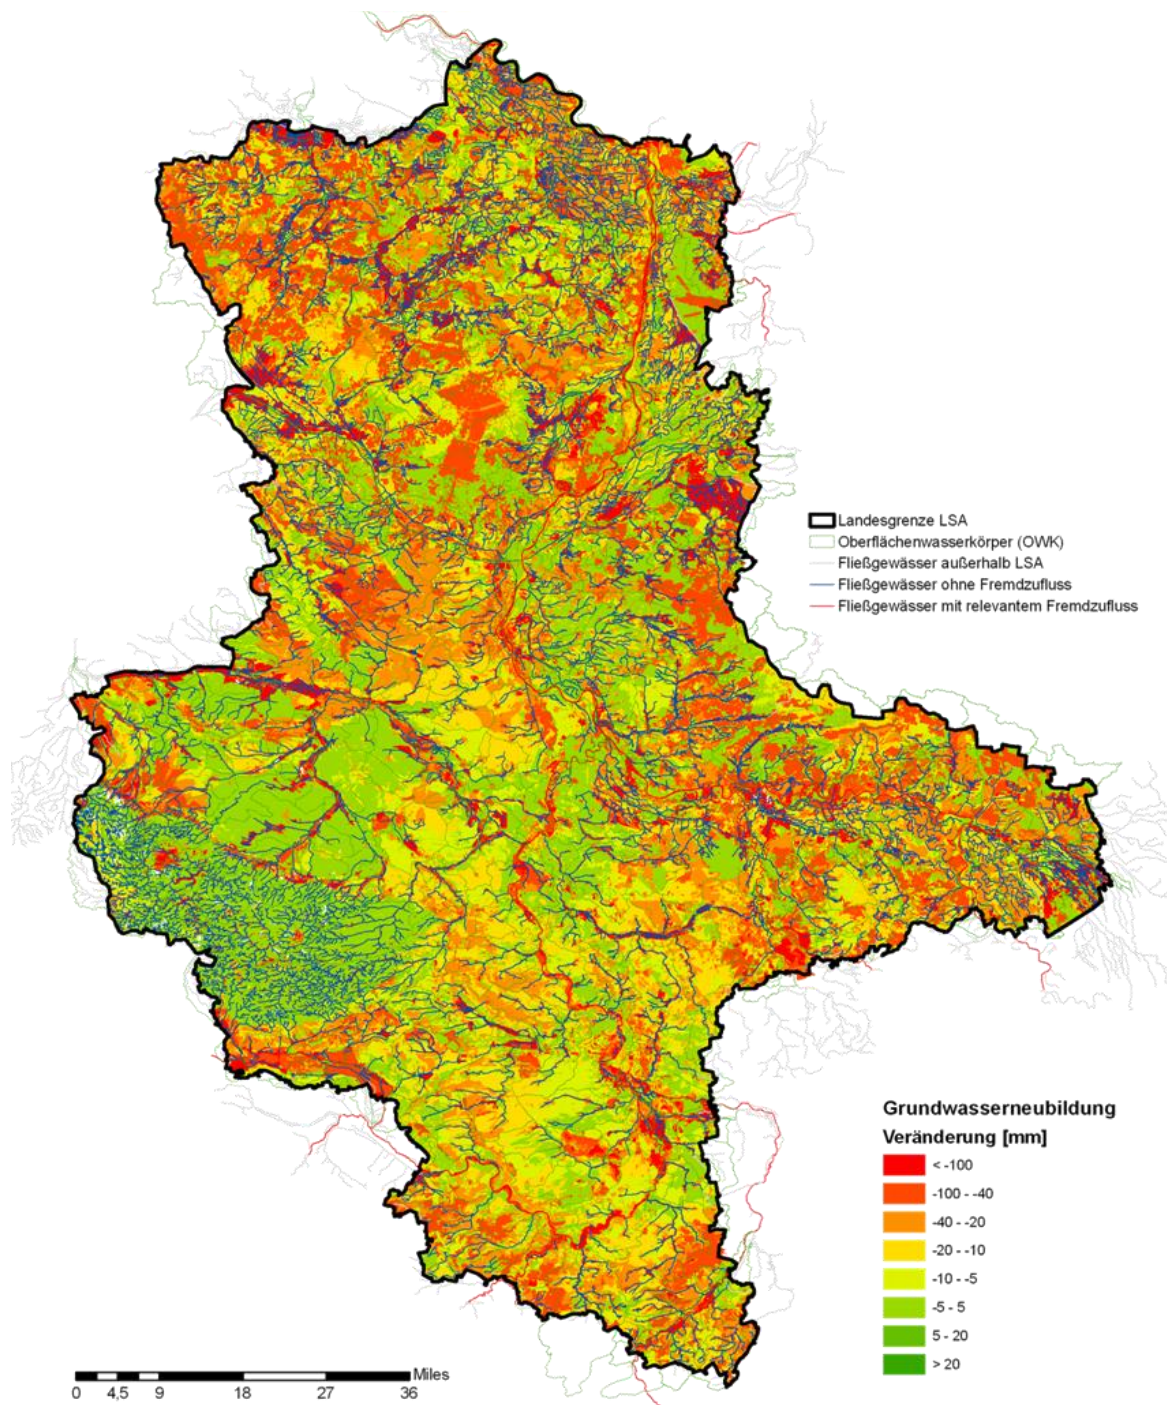 Landesgrenze LSA
Oberflächenwasserkörper (OWK)
Fließgewässer außerhalb LSA
Fließgewässer ohne Fremdzufluss
Fließgewässer mit relevantem Fremdzufluss
Grundwasserneubildung
Veränderung [mm]
< -100
-100 - -40
-40 - -20
-20 - -10
-10 - -5
-5 - 5
5 - 20
> 20
Miles
0 4,5 9 18 27 36